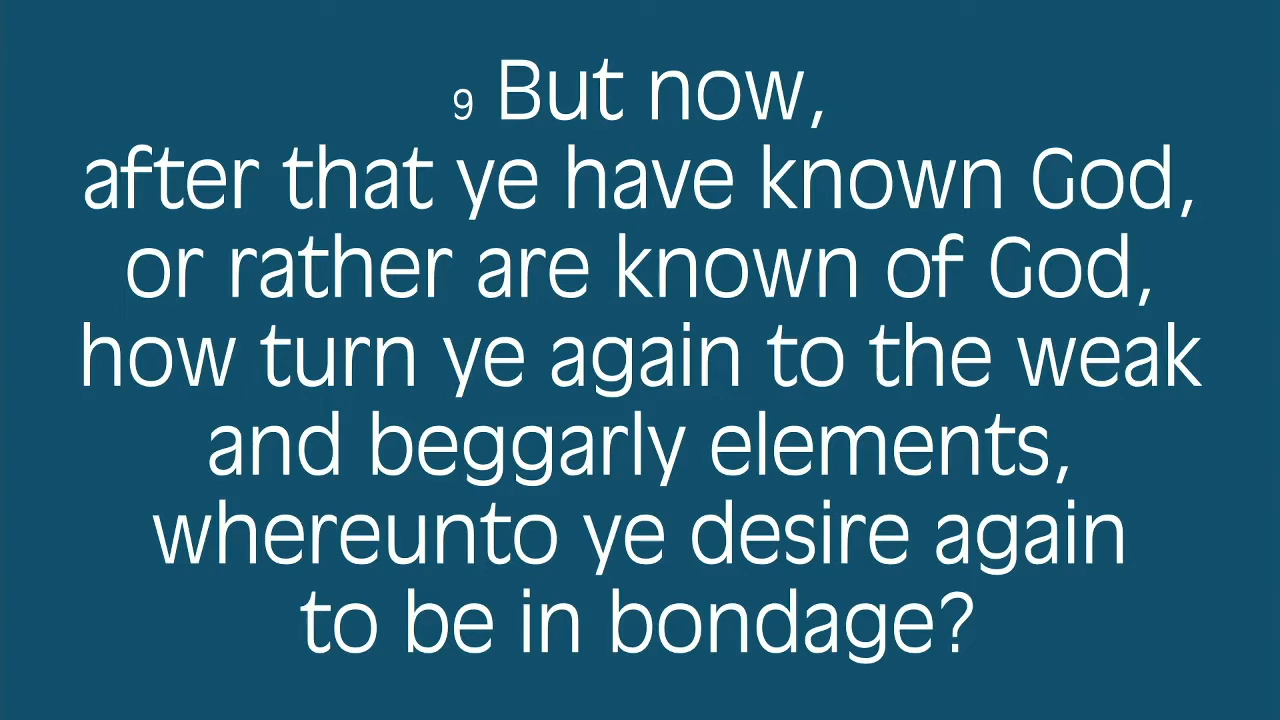 9 But now,
after that ye have known God,
or rather are known of God,
how turn ye again to the weak
and beggarly elements,
whereunto ye desire again
to be in bondage?